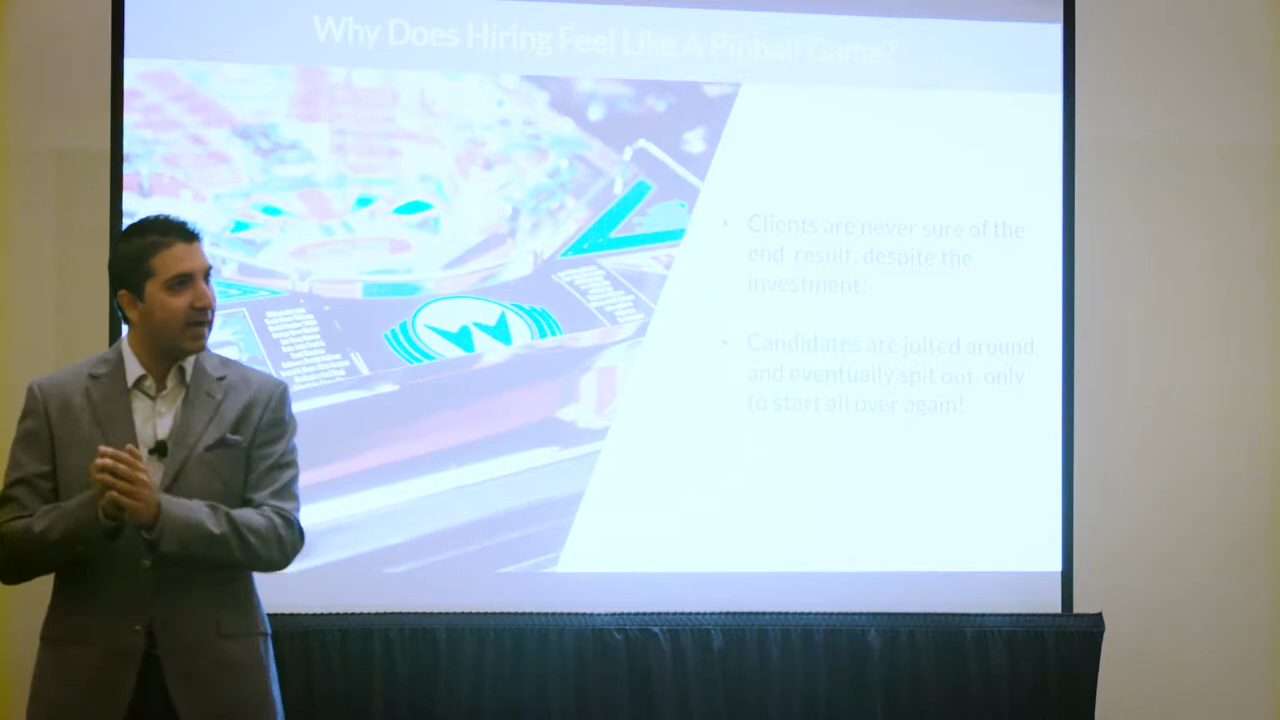 Why Does Hiring Feel Like A Pinball Game?
• Clients are never sure of the
end result, despite the
investment!
• Candidates are jolted around
and eventually spit out, only
to start all over again!